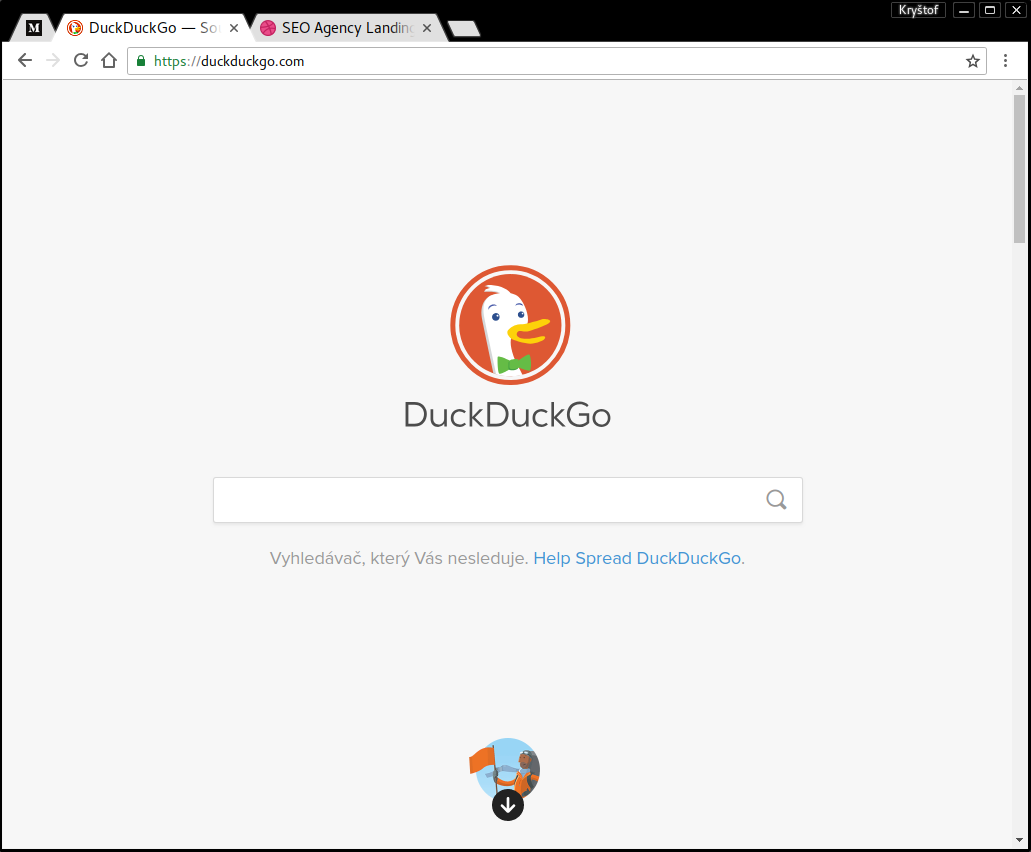 Kryštof
M
DuckDuckGo — So
SEO Agency Landing
https://duckduckgo.com
DuckDuckGo
Vyhledávač, který Vás nesleduje. Help Spread DuckDuckGo.